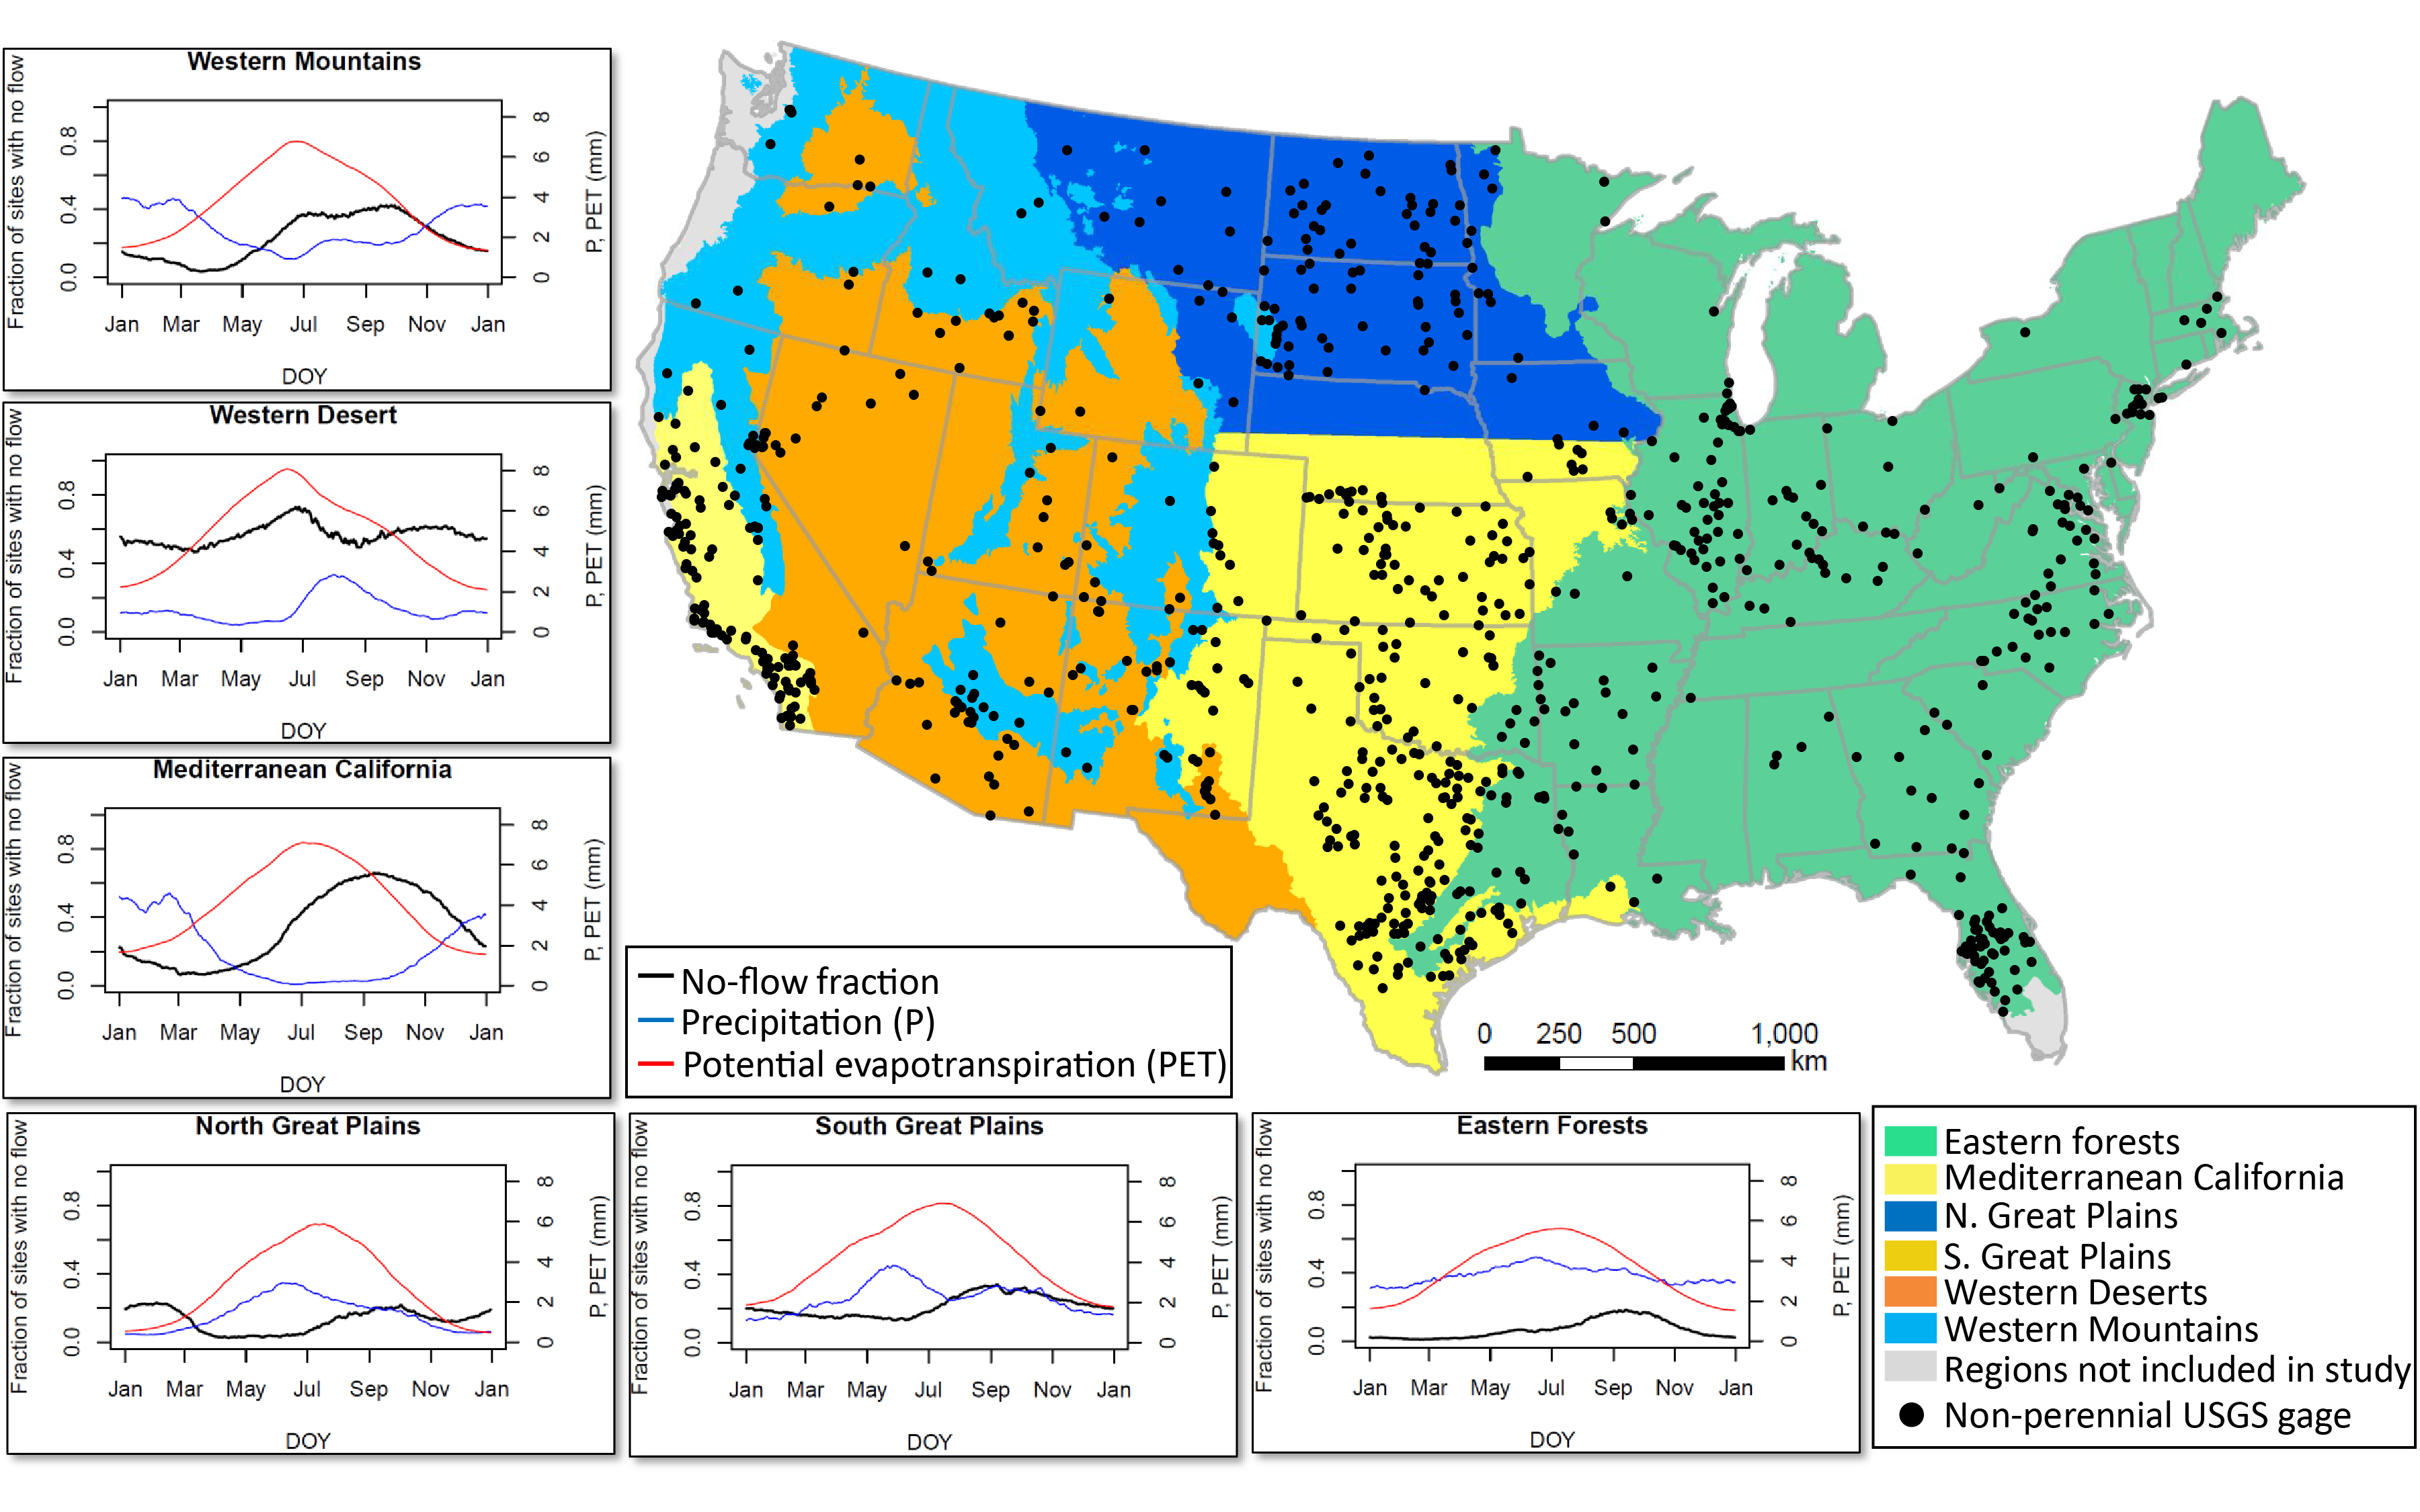 Western Mountains
Fraction of sites with no flow
0.0 0.4 0.8
0 2 4 6 8
P, PET (mm)
Jan Mar May Jul Sep Nov Jan
DOY
Western Desert
Fraction of sites with no flow
0.0 0.4 0.8
0 2 4 6 8
P, PET (mm)
Jan Mar May Jul Sep Nov Jan
DOY
Mediterranean California
Fraction of sites with no flow
0.0 0.4 0.8
0 2 4 6 8
P, PET (mm)
Jan Mar May Jul Sep Nov Jan
DOY
No-flow fraction
Precipitation (P)
Potential evapotranspiration (PET)
0 250 500 1,000
km
North Great Plains
Fraction of sites with no flow
0.0 0.4 0.8
0 2 4 6 8
P, PET (mm)
Jan Mar May Jul Sep Nov Jan
DOY
South Great Plains
Fraction of sites with no flow
0.0 0.4 0.8
0 2 4 6 8
P, PET (mm)
Jan Mar May Jul Sep Nov Jan
DOY
Eastern Forests
Fraction of sites with no flow
0.0 0.4 0.8
0 2 4 6 8
P, PET (mm)
Jan Mar May Jul Sep Nov Jan
DOY
Eastern forests
Mediterranean California
N. Great Plains
S. Great Plains
Western Deserts
Western Mountains
Regions not included in study
Non-perennial USGS gage